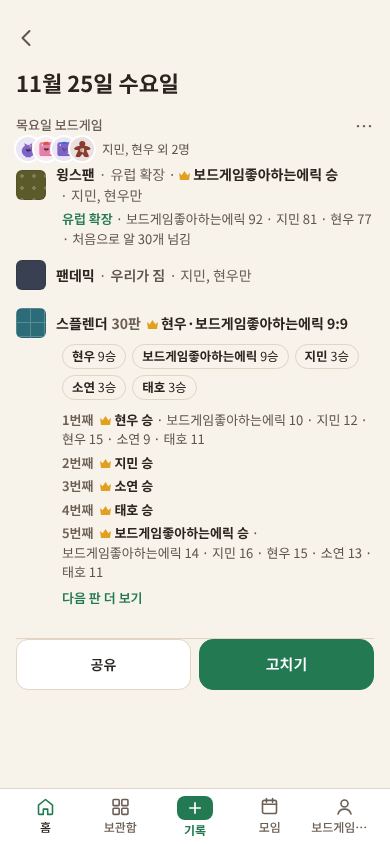 11월 25일 수요일
목요일 보드게임 ···
지민, 현우 외 2명
윙스팬 · 유럽 확장 · 보드게임좋아하는에릭 승
· 지민, 현우만
유럽 확장 · 보드게임좋아하는에릭 92 · 지민 81 · 현우 77
· 처음으로 알 30개 넘김
팬데믹 · 우리가 짐 · 지민, 현우만
스플렌더 30판 현우·보드게임좋아하는에릭 9:9
현우 9승 보드게임좋아하는에릭 9승 지민 3승
소연 3승 태호 3승
1번째 현우 승 · 보드게임좋아하는에릭 10 · 지민 12 ·
현우 15 · 소연 9 · 태호 11
2번째 지민 승
3번째 소연 승
4번째 태호 승
5번째 보드게임좋아하는에릭 승 ·
보드게임좋아하는에릭 14 · 지민 16 · 현우 15 · 소연 13 ·
태호 11
다음 판 더 보기
공유 고치기
홈 보관함 기록 모임 보드게임…